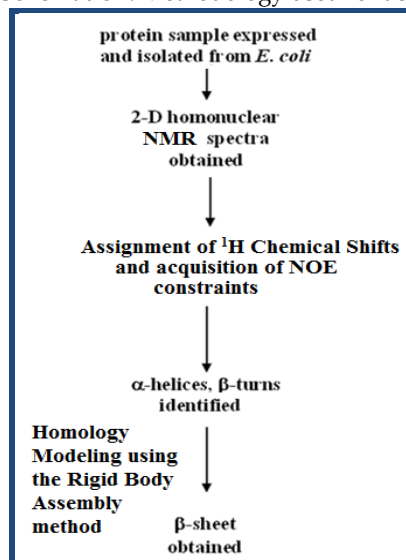 protein sample expressed
and isolated from E. coli
2-D homonuclear
NMR spectra
obtained
Assignment of ¹H Chemical Shifts
and acquisition of NOE
constraints
α-helices, β-turns
identified
Homology
Modeling using
the Rigid Body
Assembly
method
β-sheet
obtained